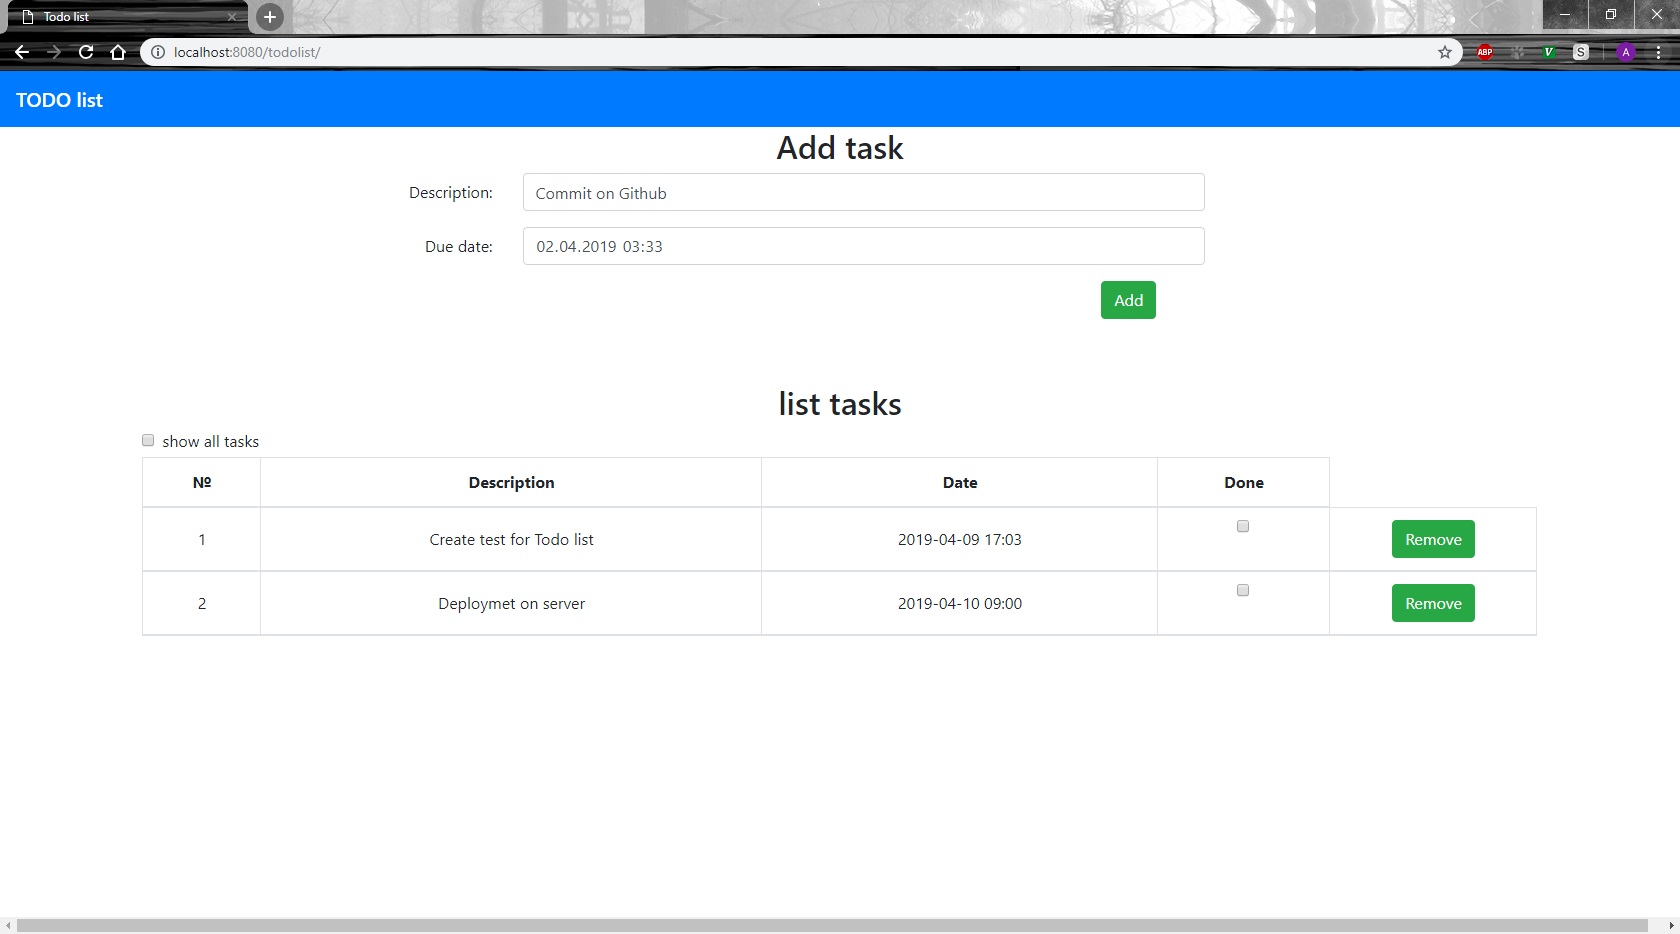 Todo list
localhost:8080/todolist/
ABP
V
S
A
TODO list
Add task
Description: Commit on Github
Due date: 02.04.2019 03:33
Add
list tasks
show all tasks
№ Description Date Done
1 Create test for Todo list 2019-04-09 17:03 Remove
2 Deploymet on server 2019-04-10 09:00 Remove